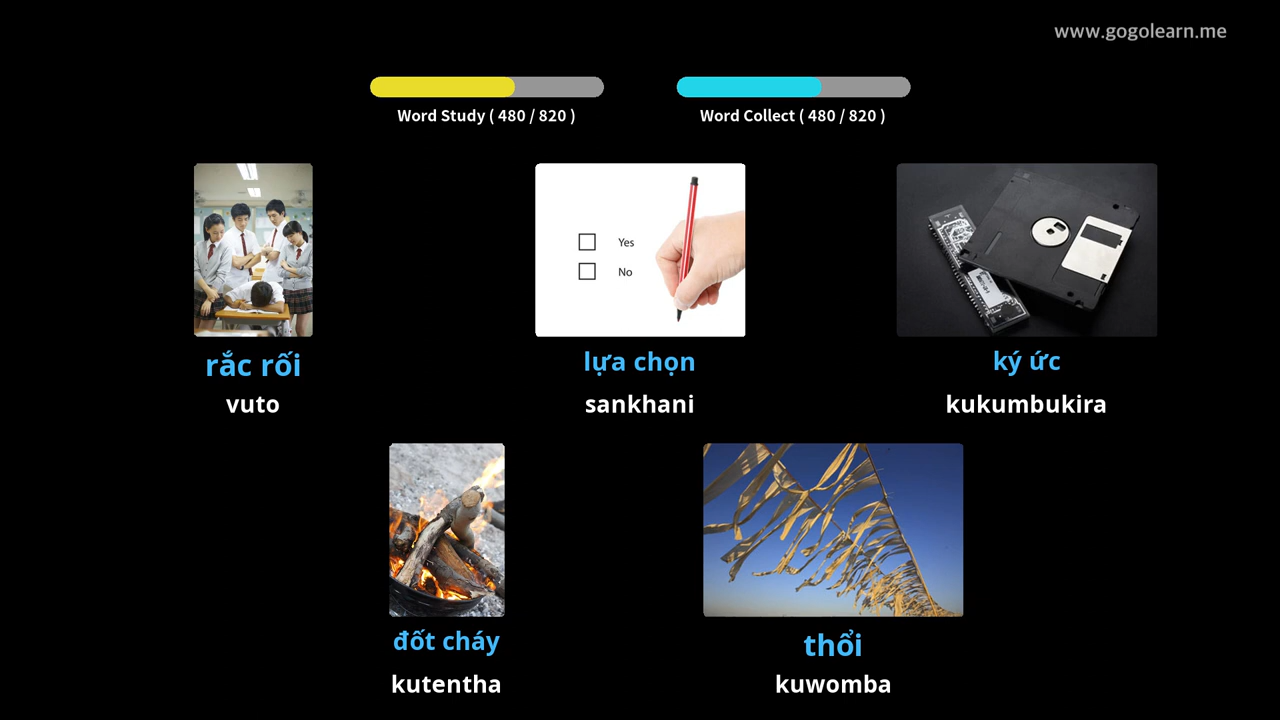 www.gogolearn.me
Word Study ( 480 / 820 )
Word Collect ( 480 / 820 )
Yes
No
rắc rối
vuto
lựa chọn
sankhani
ký ức
kukumbukira
đốt cháy
kutentha
thổi
kuwomba